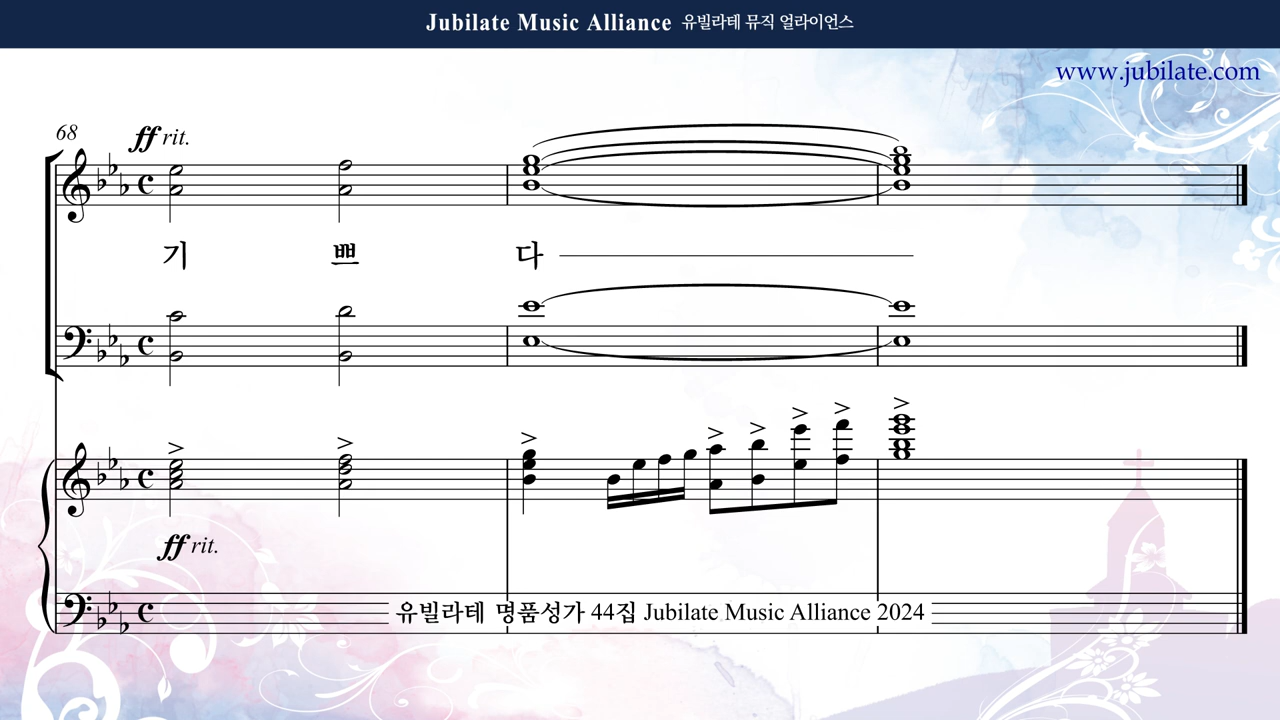 Jubilate Music Alliance 유빌라테 뮤직 얼라이언스
www.jubilate.com
68
ff rit.
기 쁘 다
ff rit.
유빌라테 명품성가 44집 Jubilate Music Alliance 2024